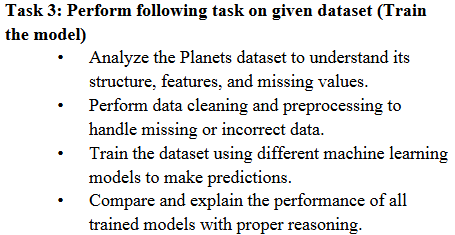 Task 3: Perform following task on given dataset (Train
the model)
• Analyze the Planets dataset to understand its
structure, features, and missing values.
• Perform data cleaning and preprocessing to
handle missing or incorrect data.
• Train the dataset using different machine learning
models to make predictions.
• Compare and explain the performance of all
trained models with proper reasoning.